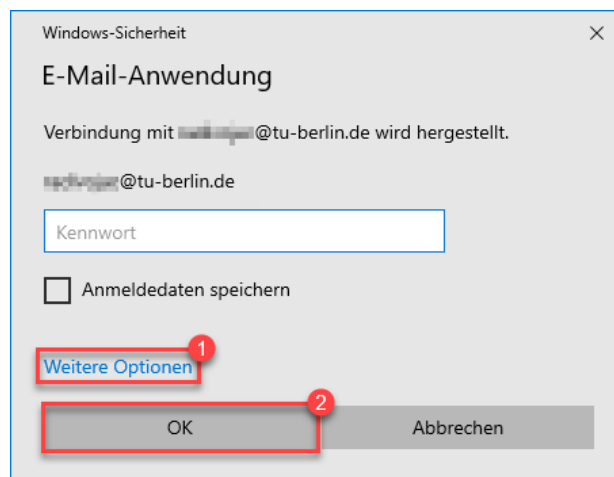 Windows-Sicherheit
E-Mail-Anwendung
Verbindung mit @tu-berlin.de wird hergestellt.
@tu-berlin.de
Kennwort
Anmeldedaten speichern
1
Weitere Optionen
2
OK
Abbrechen